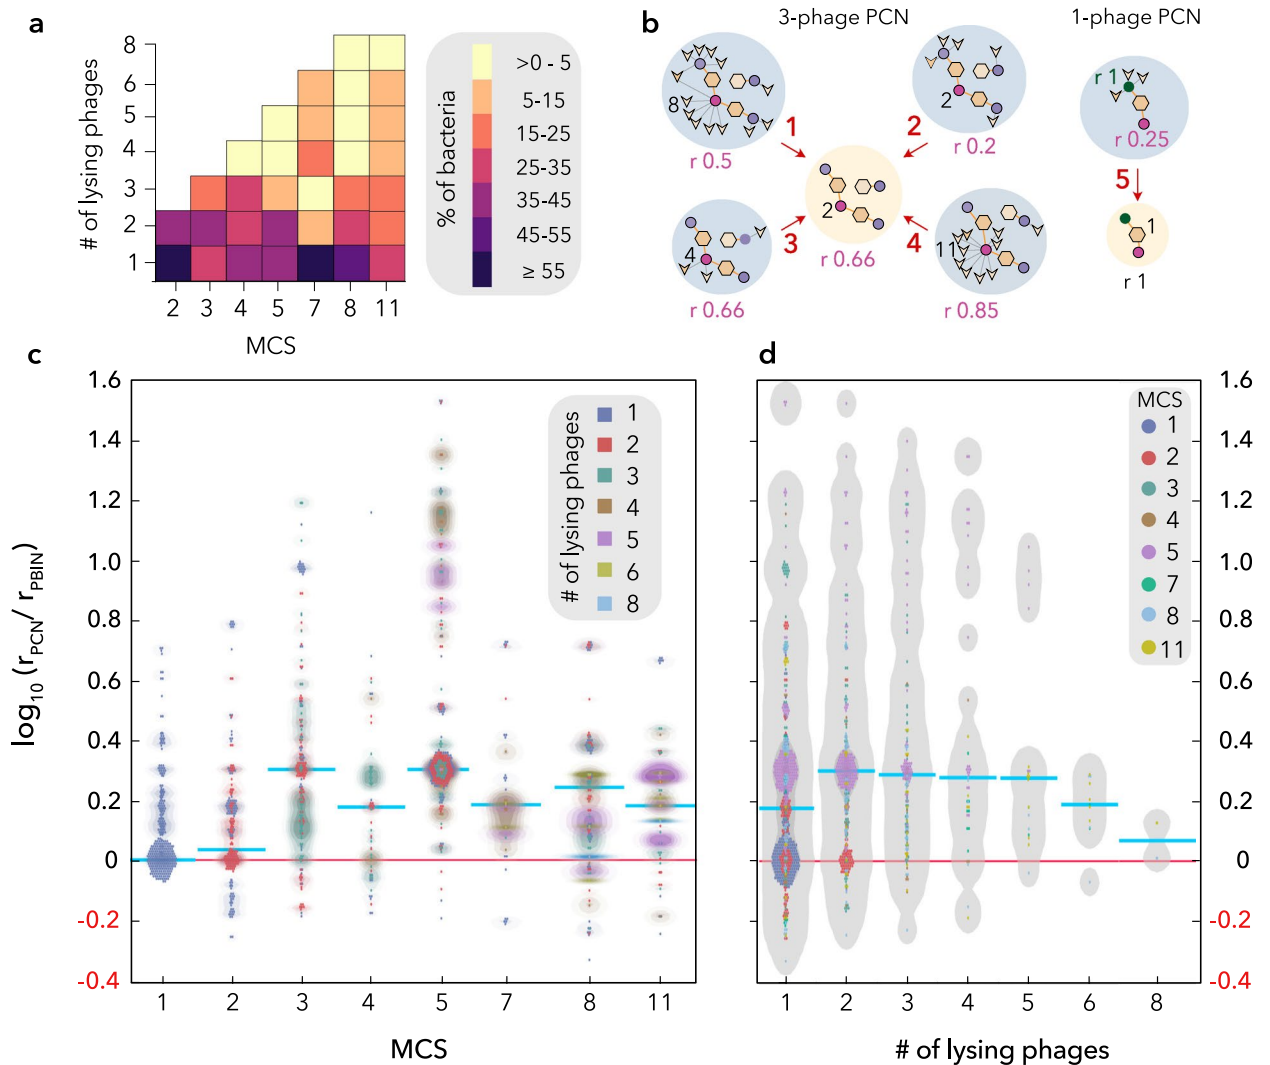 a
# of lysing phages
8
6
5
4
3
2
1
2 3 4 5 7 8 11
MCS
% of bacteria
>0 - 5
5-15
15-25
25-35
35-45
45-55
≥ 55
b
3-phage PCN
1-phage PCN
8
1
r 0.5
2
2
r 0.2
2
r 0.66
4
3
r 0.66
11
4
r 0.85
r 1
r 0.25
5
1
r 1
c
log10 (rPCN/ rPBIN)
1.6
1.4
1.2
1.0
0.8
0.6
0.4
0.2
0
-0.2
-0.4
1 2 3 4 5 7 8 11
MCS
# of lysing phages
1
2
3
4
5
6
8
d
MCS
1
2
3
4
5
7
8
11
1.6
1.4
1.2
1.0
0.8
0.6
0.4
0.2
0
-0.2
-0.4
1 2 3 4 5 6 8
# of lysing phages